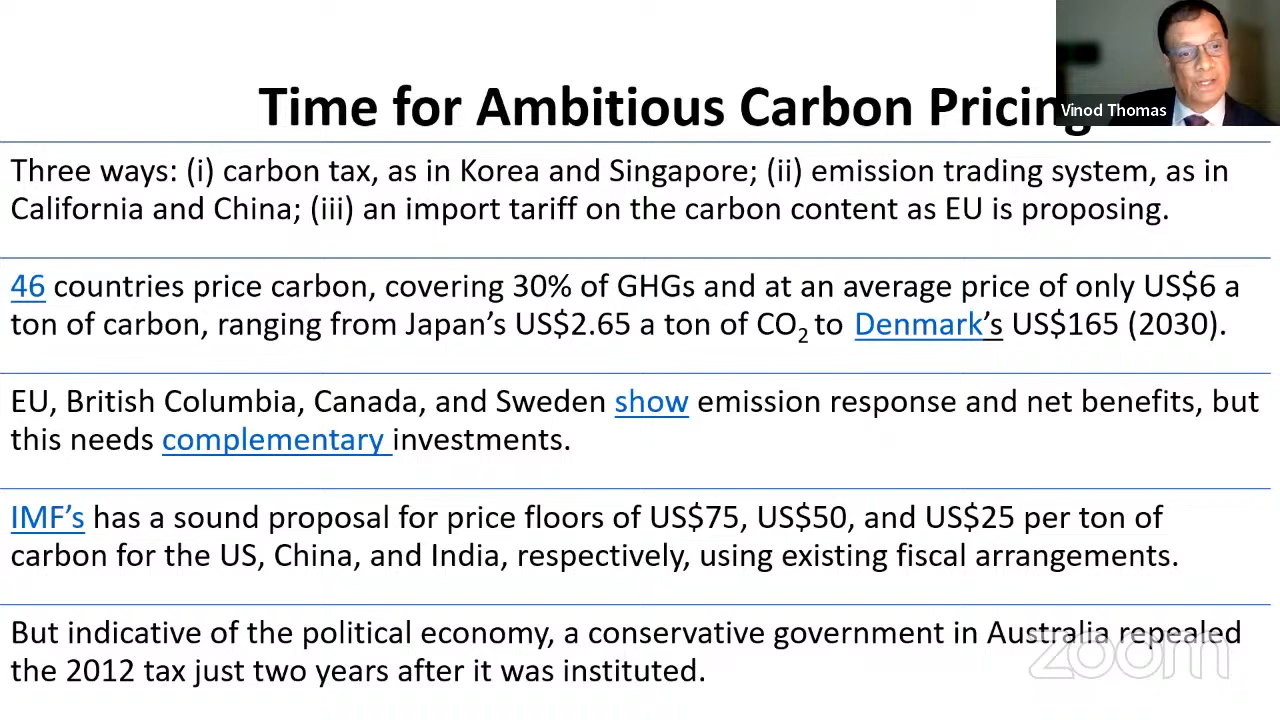 Time for Ambitious Carbon Pricing
Vinod Thomas
Three ways: (i) carbon tax, as in Korea and Singapore; (ii) emission trading system, as in
California and China; (iii) an import tariff on the carbon content as EU is proposing.
46 countries price carbon, covering 30% of GHGs and at an average price of only US$6 a
ton of carbon, ranging from Japan’s US$2.65 a ton of CO2 to Denmark’s US$165 (2030).
EU, British Columbia, Canada, and Sweden show emission response and net benefits, but
this needs complementary investments.
IMF’s has a sound proposal for price floors of US$75, US$50, and US$25 per ton of
carbon for the US, China, and India, respectively, using existing fiscal arrangements.
But indicative of the political economy, a conservative government in Australia repealed
the 2012 tax just two years after it was instituted.
zoom